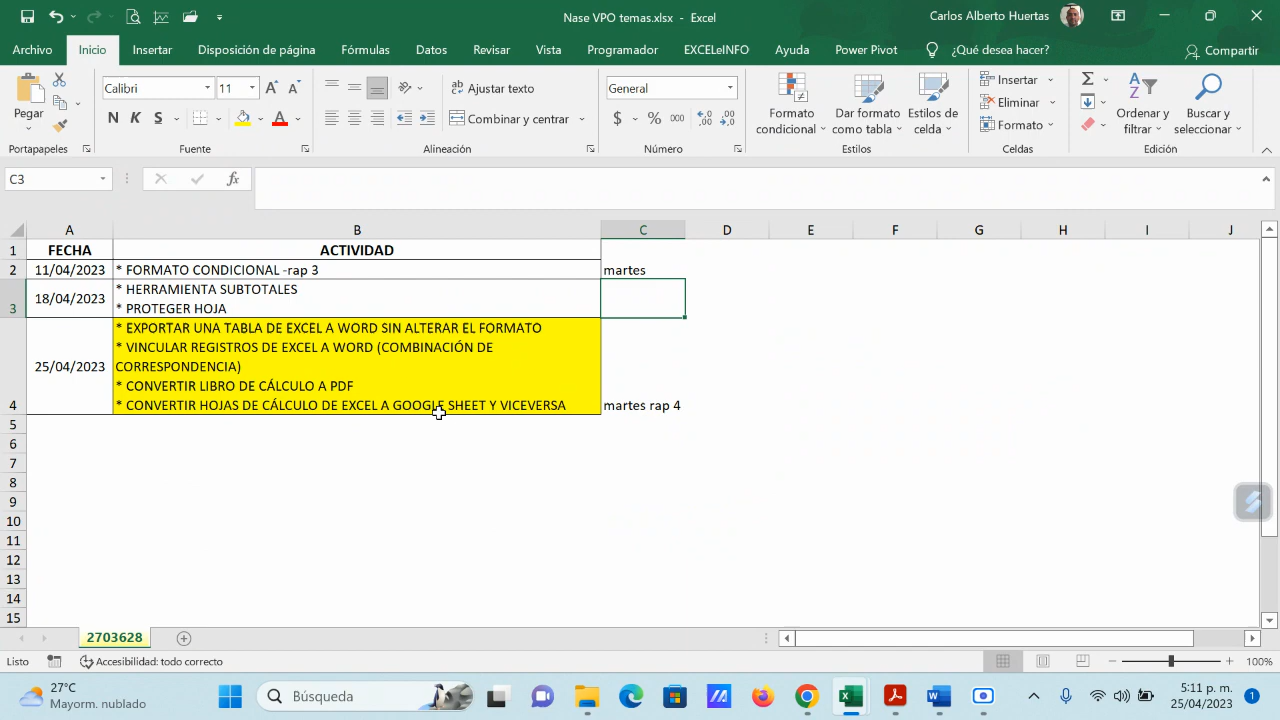 Nase VPO temas.xlsx - Excel
Carlos Alberto Huertas
Archivo Inicio Insertar Disposición de página Fórmulas Datos Revisar Vista Programador EXCELeINFO Ayuda Power Pivot ¿Qué desea hacer? Compartir
Pegar
Portapapeles
Calibri 11
N K S
Fuente
Ajustar texto
Combinar y centrar
Alineación
General
$ % 000
Número
Formato condicional
Dar formato como tabla
Estilos de celda
Estilos
Insertar
Eliminar
Formato
Celdas
Ordenar y filtrar
Buscar y seleccionar
Edición
C3
fx
A B C D E F G H I J
1 FECHA ACTIVIDAD
2 11/04/2023 * FORMATO CONDICIONAL -rap 3 martes
18/04/2023 * HERRAMIENTA SUBTOTALES
3 * PROTEGER HOJA
* EXPORTAR UNA TABLA DE EXCEL A WORD SIN ALTERAR EL FORMATO
* VINCULAR REGISTROS DE EXCEL A WORD (COMBINACIÓN DE
25/04/2023 CORRESPONDENCIA)
* CONVERTIR LIBRO DE CÁLCULO A PDF
4 * CONVERTIR HOJAS DE CÁLCULO DE EXCEL A GOOGLE SHEET Y VICEVERSA martes rap 4
5
6
7
8
9
10
11
12
13
14
15
2703628
Listo Accesibilidad: todo correcto 100%
27°C
Mayorm. nublado
Búsqueda
5:11 p. m.
25/04/2023
1